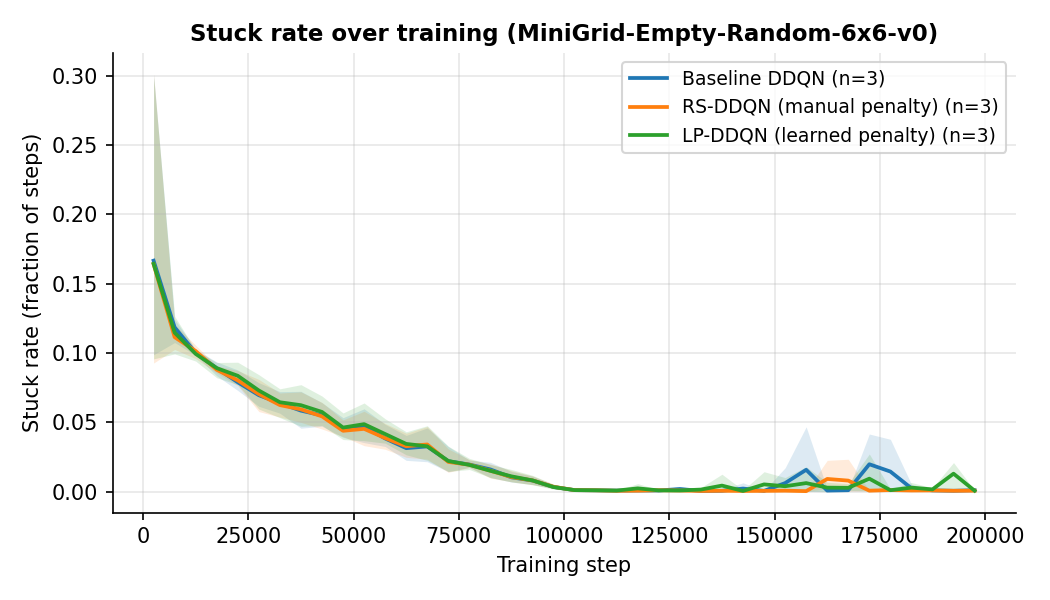 Stuck rate over training (MiniGrid-Empty-Random-6x6-v0)
Baseline DDQN (n=3)
RS-DDQN (manual penalty) (n=3)
LP-DDQN (learned penalty) (n=3)
Stuck rate (fraction of steps)
0.30
0.25
0.20
0.15
0.10
0.05
0.00
0 25000 50000 75000 100000 125000 150000 175000 200000
Training step